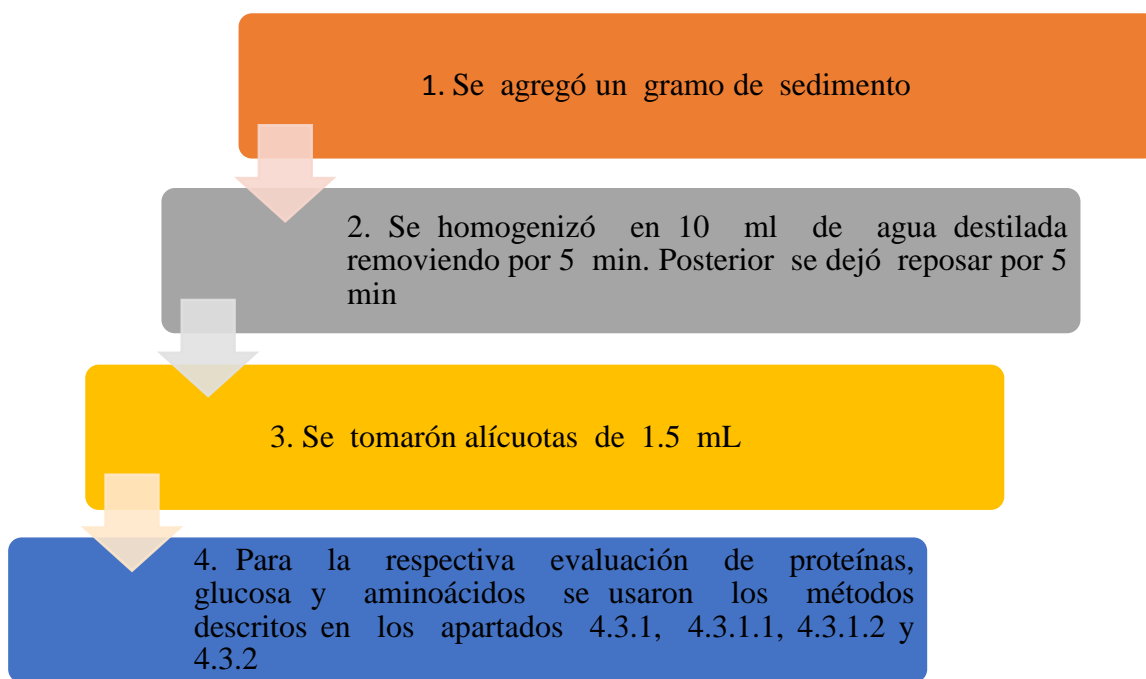 1. Se agregó un gramo de sedimento
2. Se homogenizó en 10 ml de agua destilada
removiendo por 5 min. Posterior se dejó reposar por 5
min
3. Se tomarón alícuotas de 1.5 mL
4. Para la respectiva evaluación de proteínas,
glucosa y aminoácidos se usaron los métodos
descritos en los apartados 4.3.1, 4.3.1.1, 4.3.1.2 y
4.3.2